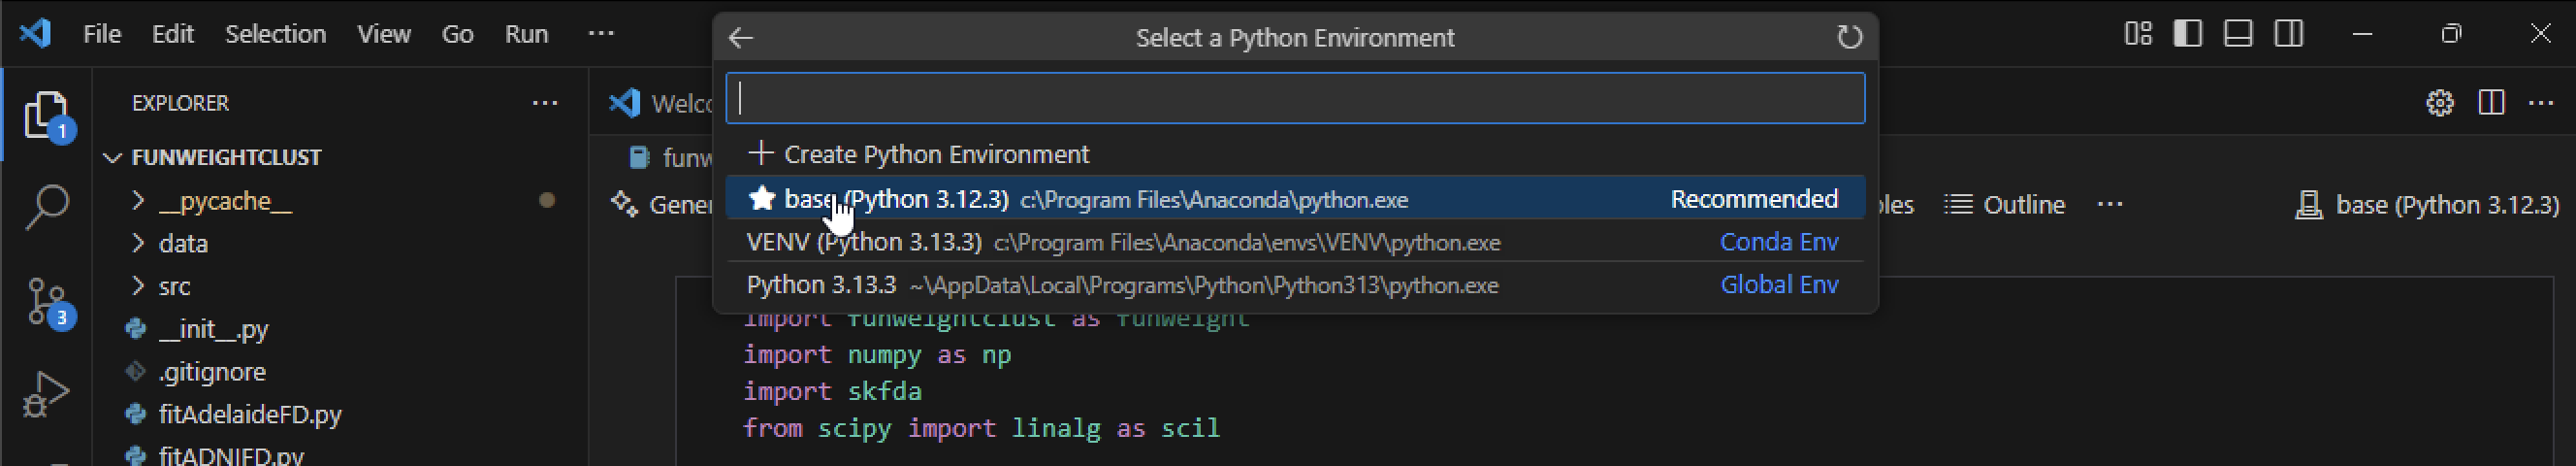 File Edit Selection View Go Run ···
Select a Python Environment
EXPLORER ···
FUNWEIGHTCLUST
__pycache__
data
src
__init__.py
.gitignore
fitAdelaideFD.py
fitADNIFD.py
1
3
+ Create Python Environment
base (Python 3.12.3) c:\Program Files\Anaconda\python.exe Recommended
VENV (Python 3.13.3) c:\Program Files\Anaconda\envs\VENV\python.exe Conda Env
Python 3.13.3 ~\AppData\Local\Programs\Python\Python313\python.exe Global Env
Outline ··· base (Python 3.12.3)
import funweightclust as funweight
import numpy as np
import skfda
from scipy import linalg as scil